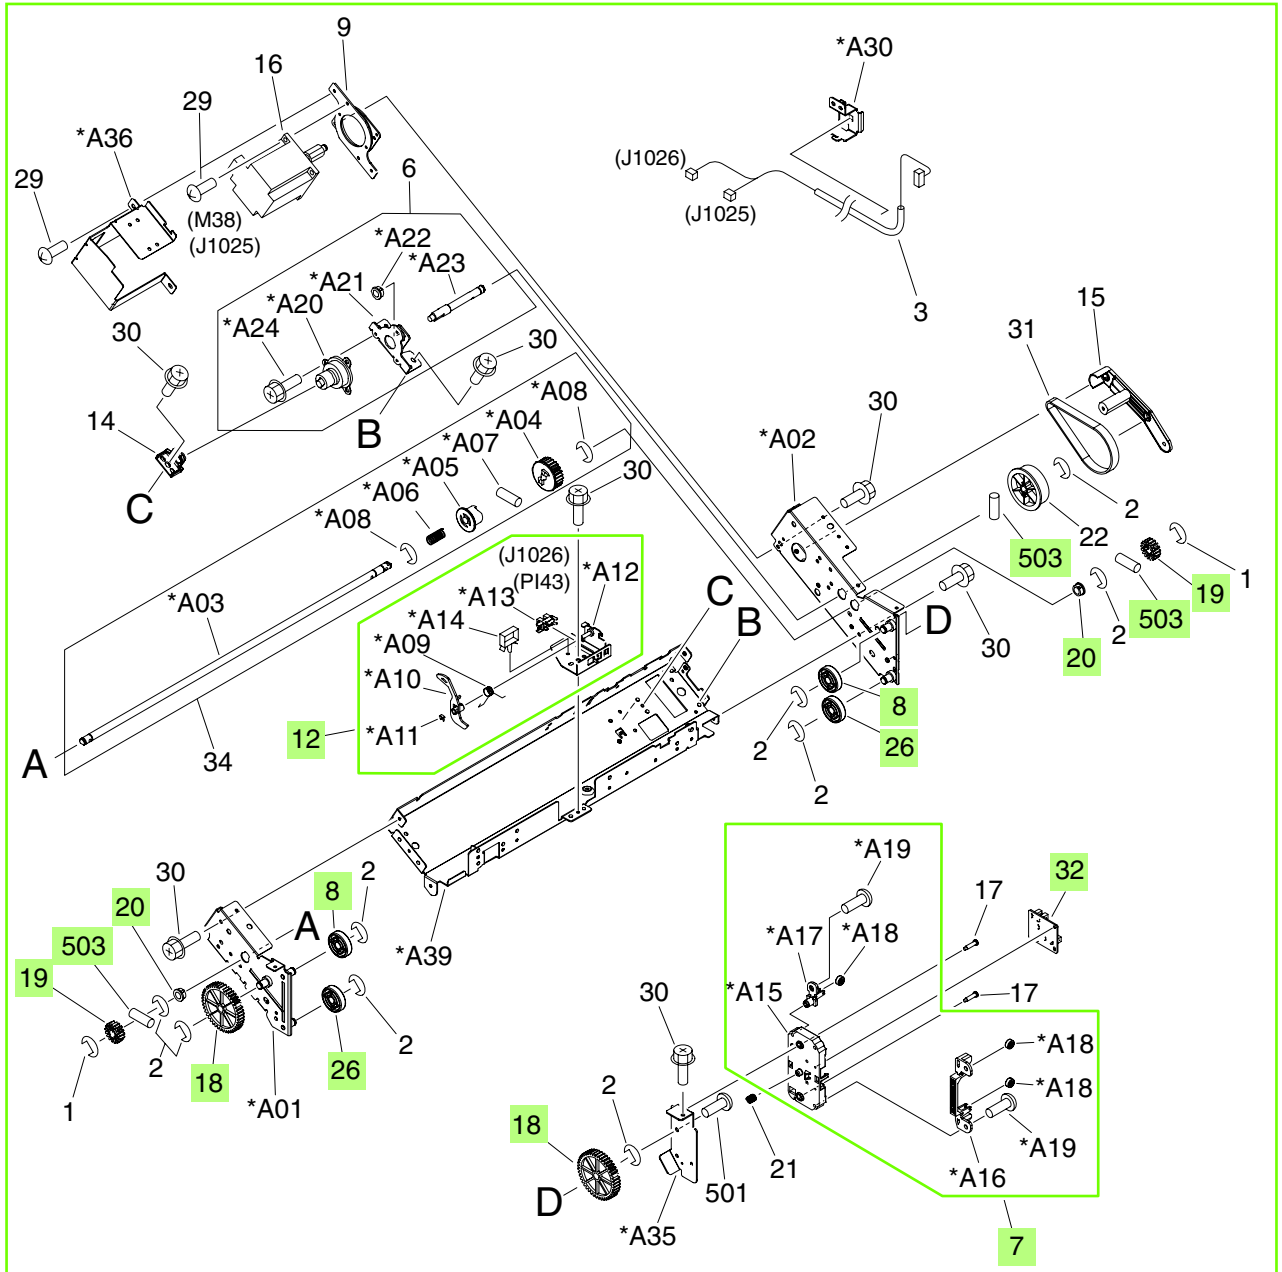 9
*A30
16
29
*A36
(J1026)
6
29
(J1025)
(M38)
(J1025)
*A22
*A23
*A21
3
15
*A20
31
30
*A24
30
*A08
30
14
*A04
*A02
B
*A07
*A05
C
*A06
30
2
*A08
503
22
(J1026)
(PI43)
*A12
1
*A03
*A13
C
19
*A14
B
D
503
*A09
2
30
20
*A10
8
12
*A11
2
26
A
34
2
*A19
30
2
32
8
17
20
A
*A17
*A18
503
*A39
19
*A15
17
30
2
2
26
*A18
18
2
*A18
1
*A01
18
21
*A19
501
*A16
D
*A35
7